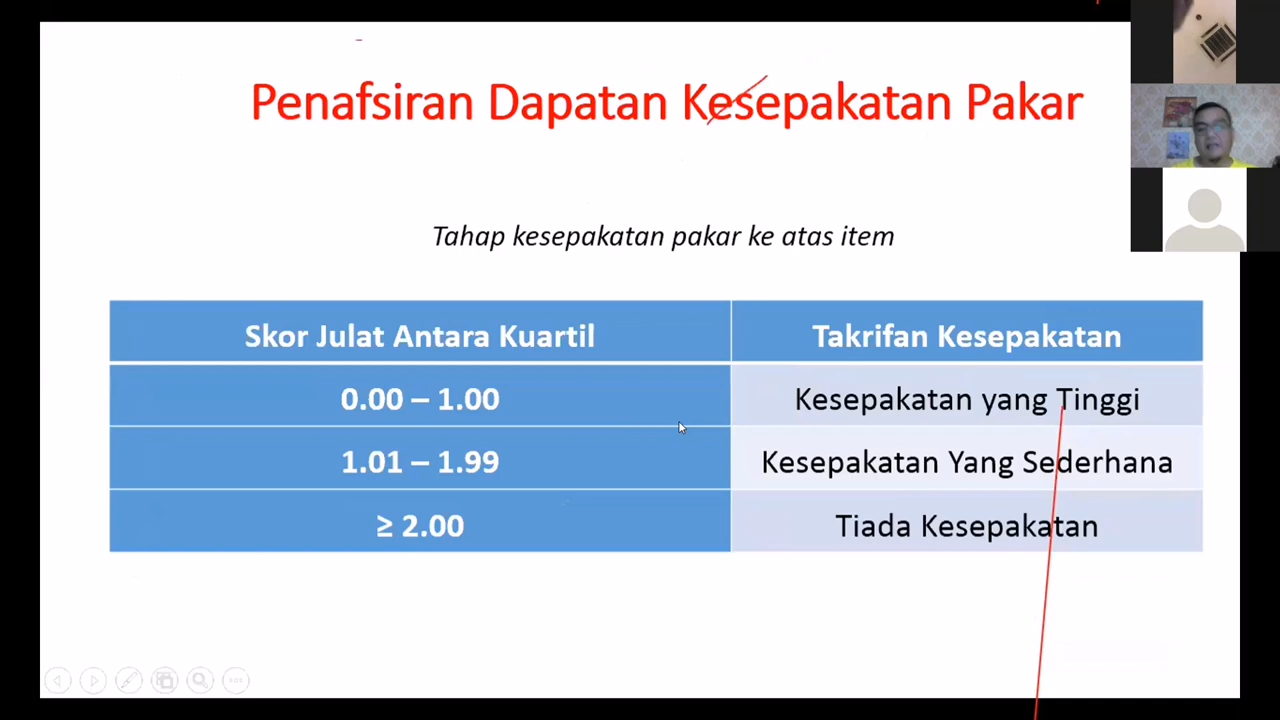 Penafsiran Dapatan Kesepakatan Pakar
Tahap kesepakatan pakar ke atas item
Skor Julat Antara Kuartil
Takrifan Kesepakatan
0.00 – 1.00
Kesepakatan yang Tinggi
1.01 – 1.99
Kesepakatan Yang Sederhana
≥ 2.00
Tiada Kesepakatan